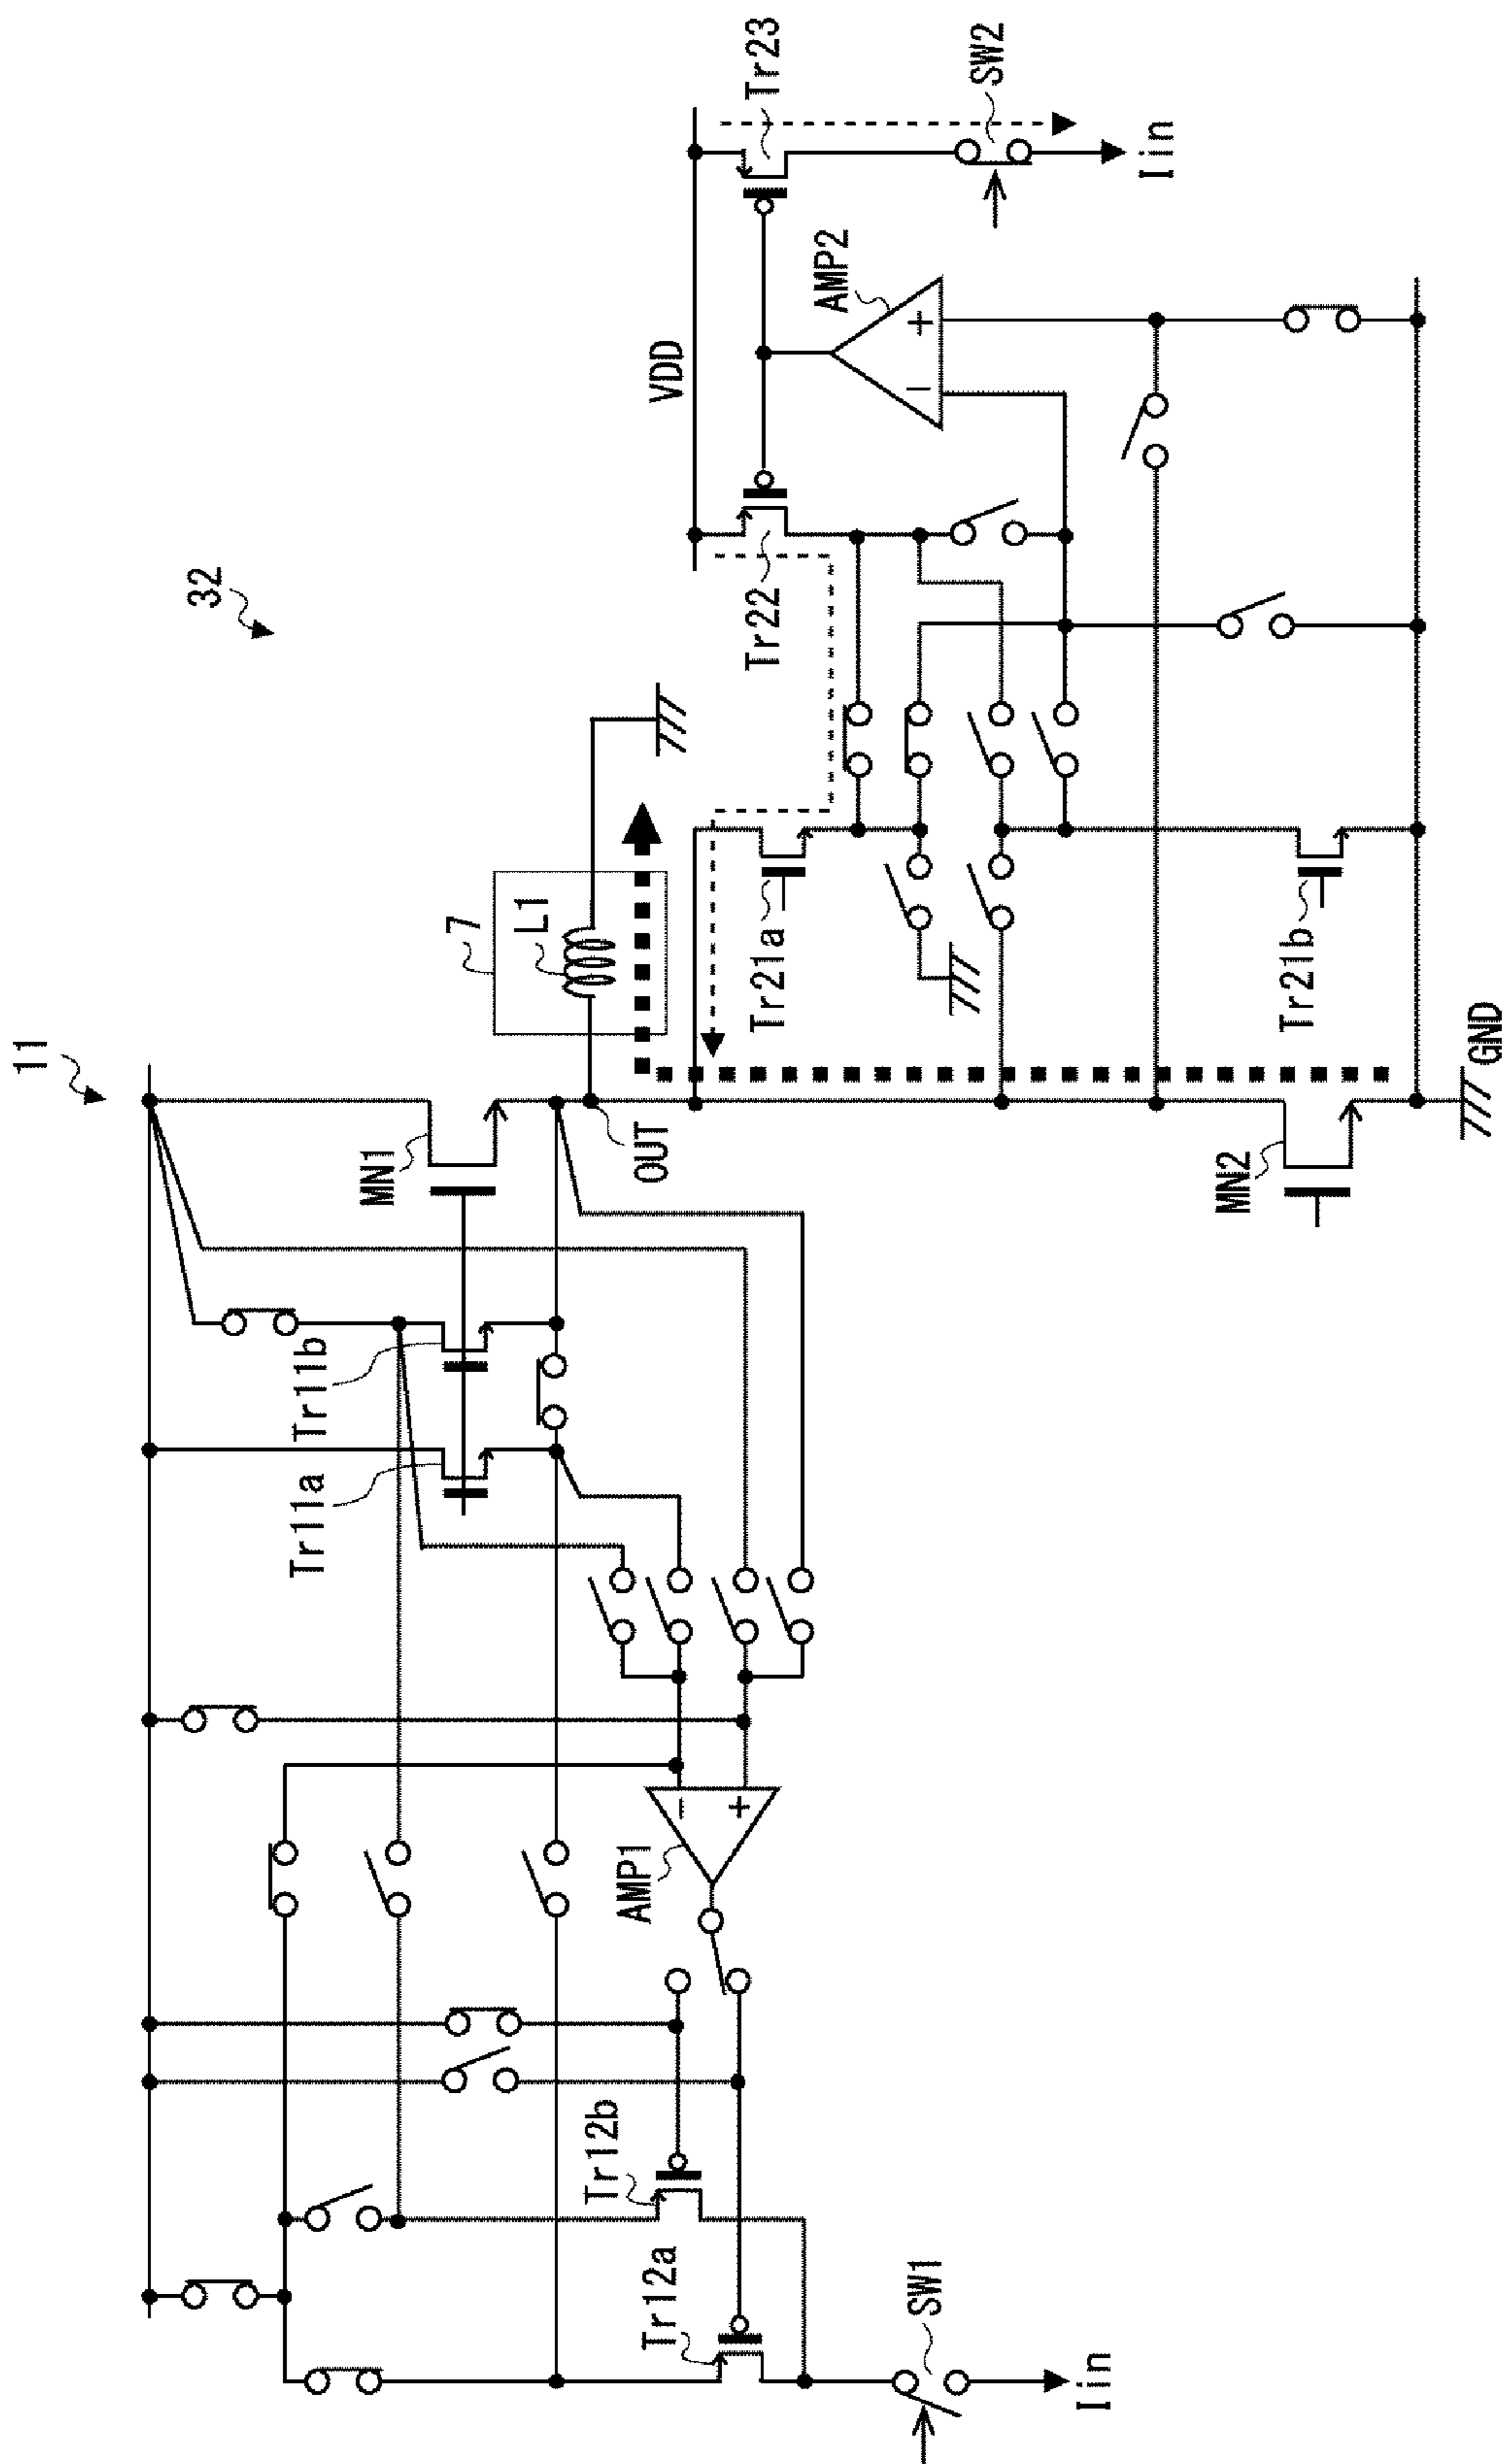 11
32
7
L1
MN1
OUT
MN2
GND
VDD
Tr22
Tr23
AMP2
+
−
SW2
Iin
Tr21a
Tr21b
Tr11b
Tr11a
AMP1
−
+
Tr12b
Tr12a
SW1
Iin